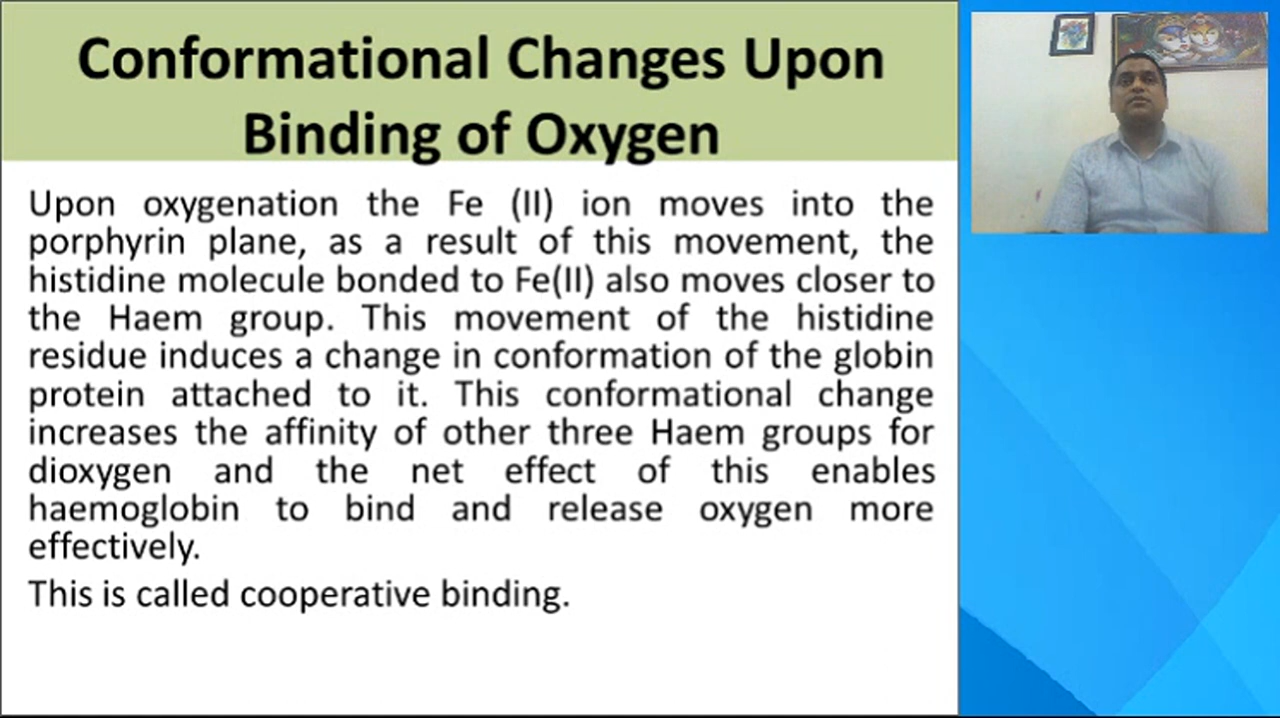 Conformational Changes Upon
Binding of Oxygen
Upon oxygenation the Fe (II) ion moves into the
porphyrin plane, as a result of this movement, the
histidine molecule bonded to Fe(II) also moves closer to
the Haem group. This movement of the histidine
residue induces a change in conformation of the globin
protein attached to it. This conformational change
increases the affinity of other three Haem groups for
dioxygen and the net effect of this enables
haemoglobin to bind and release oxygen more
effectively.
This is called cooperative binding.